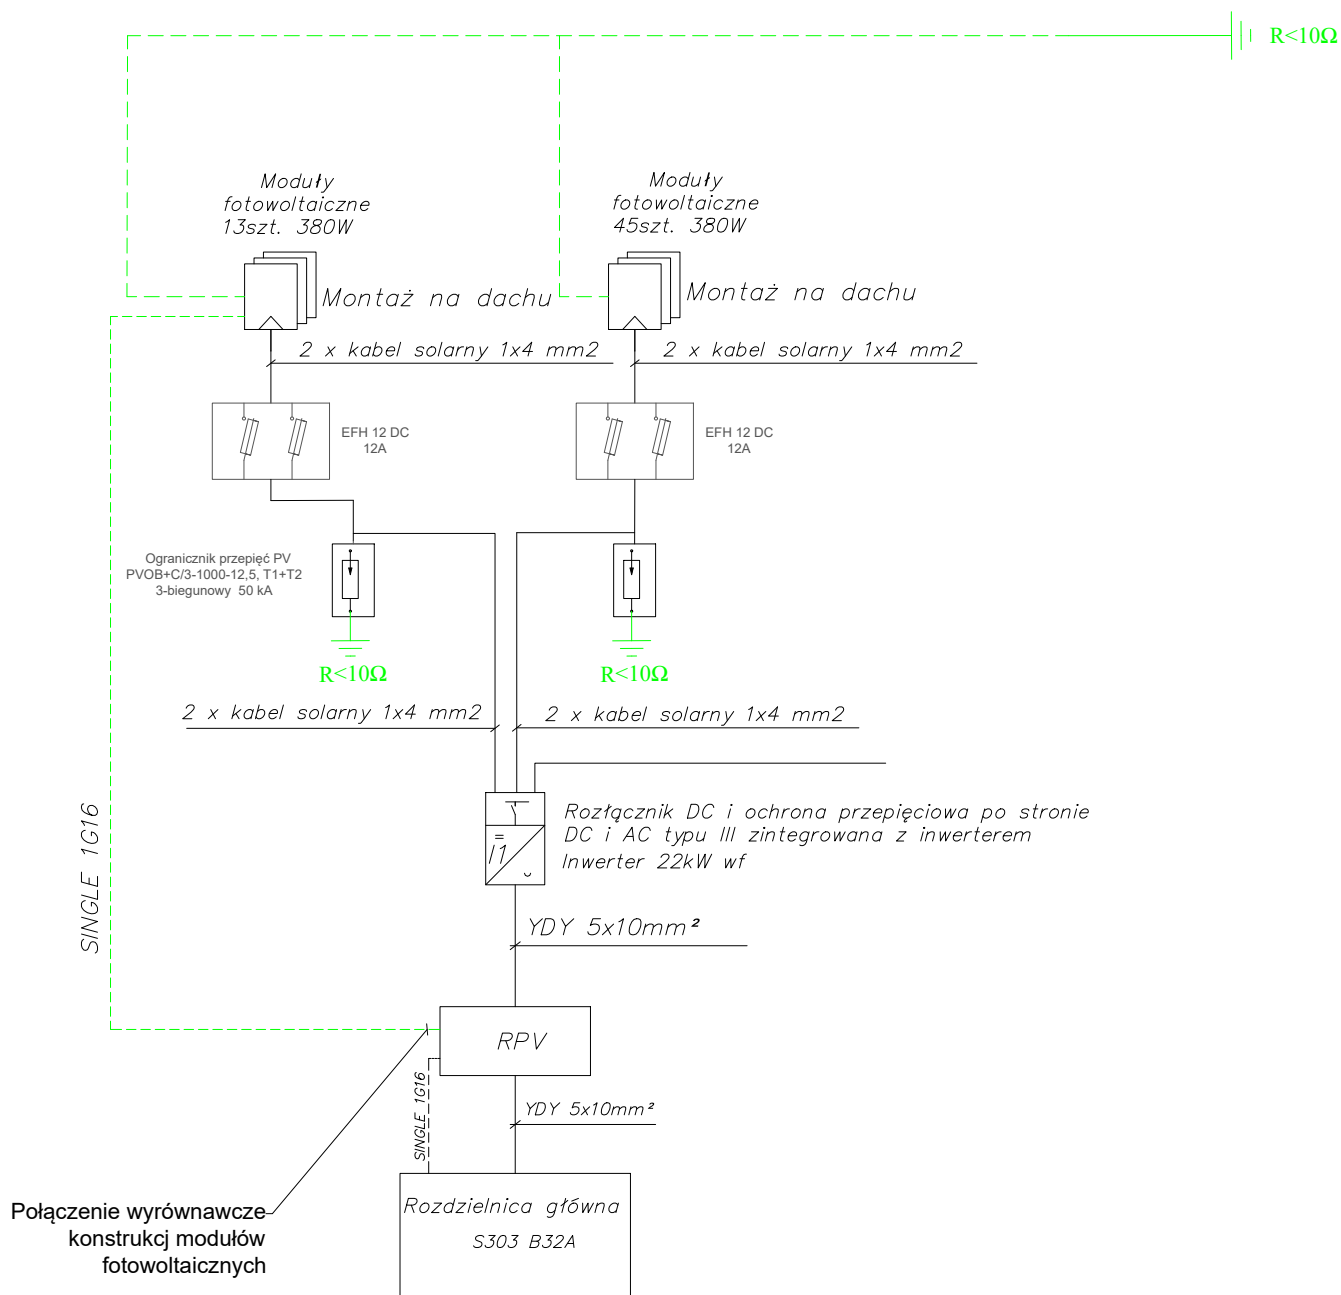 R<10Ω
Moduły
fotowoltaiczne
13szt. 380W
Moduły
fotowoltaiczne
45szt. 380W
Montaż na dachu
Montaż na dachu
2 x kabel solarny 1x4 mm2
2 x kabel solarny 1x4 mm2
EFH 12 DC
12A
EFH 12 DC
12A
Ogranicznik przepięć PV
PVOB+C/3-1000-12,5, T1+T2
3-biegunowy 50 kA
R<10Ω
R<10Ω
2 x kabel solarny 1x4 mm2
2 x kabel solarny 1x4 mm2
SINGLE 1G16
I1
Rozłącznik DC i ochrona przepięciowa po stronie
DC i AC typu III zintegrowana z inwerterem
Inwerter 22kW wf
YDY 5x10mm²
RPV
SINGLE 1G16
YDY 5x10mm²
Połączenie wyrównawcze
konstrukcj modułów
fotowoltaicznych
Rozdzielnica główna
S303 B32A